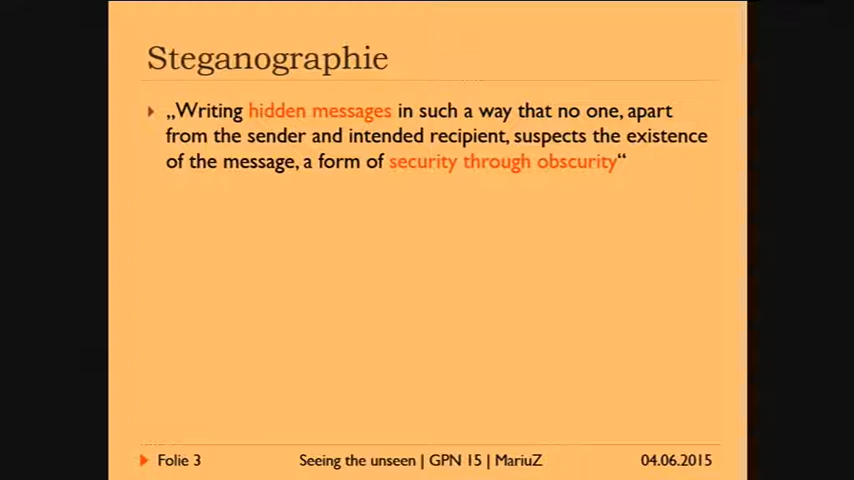 Steganographie
„Writing hidden messages in such a way that no one, apart
from the sender and intended recipient, suspects the existence
of the message, a form of security through obscurity“
Folie 3
Seeing the unseen | GPN 15 | MariuZ
04.06.2015